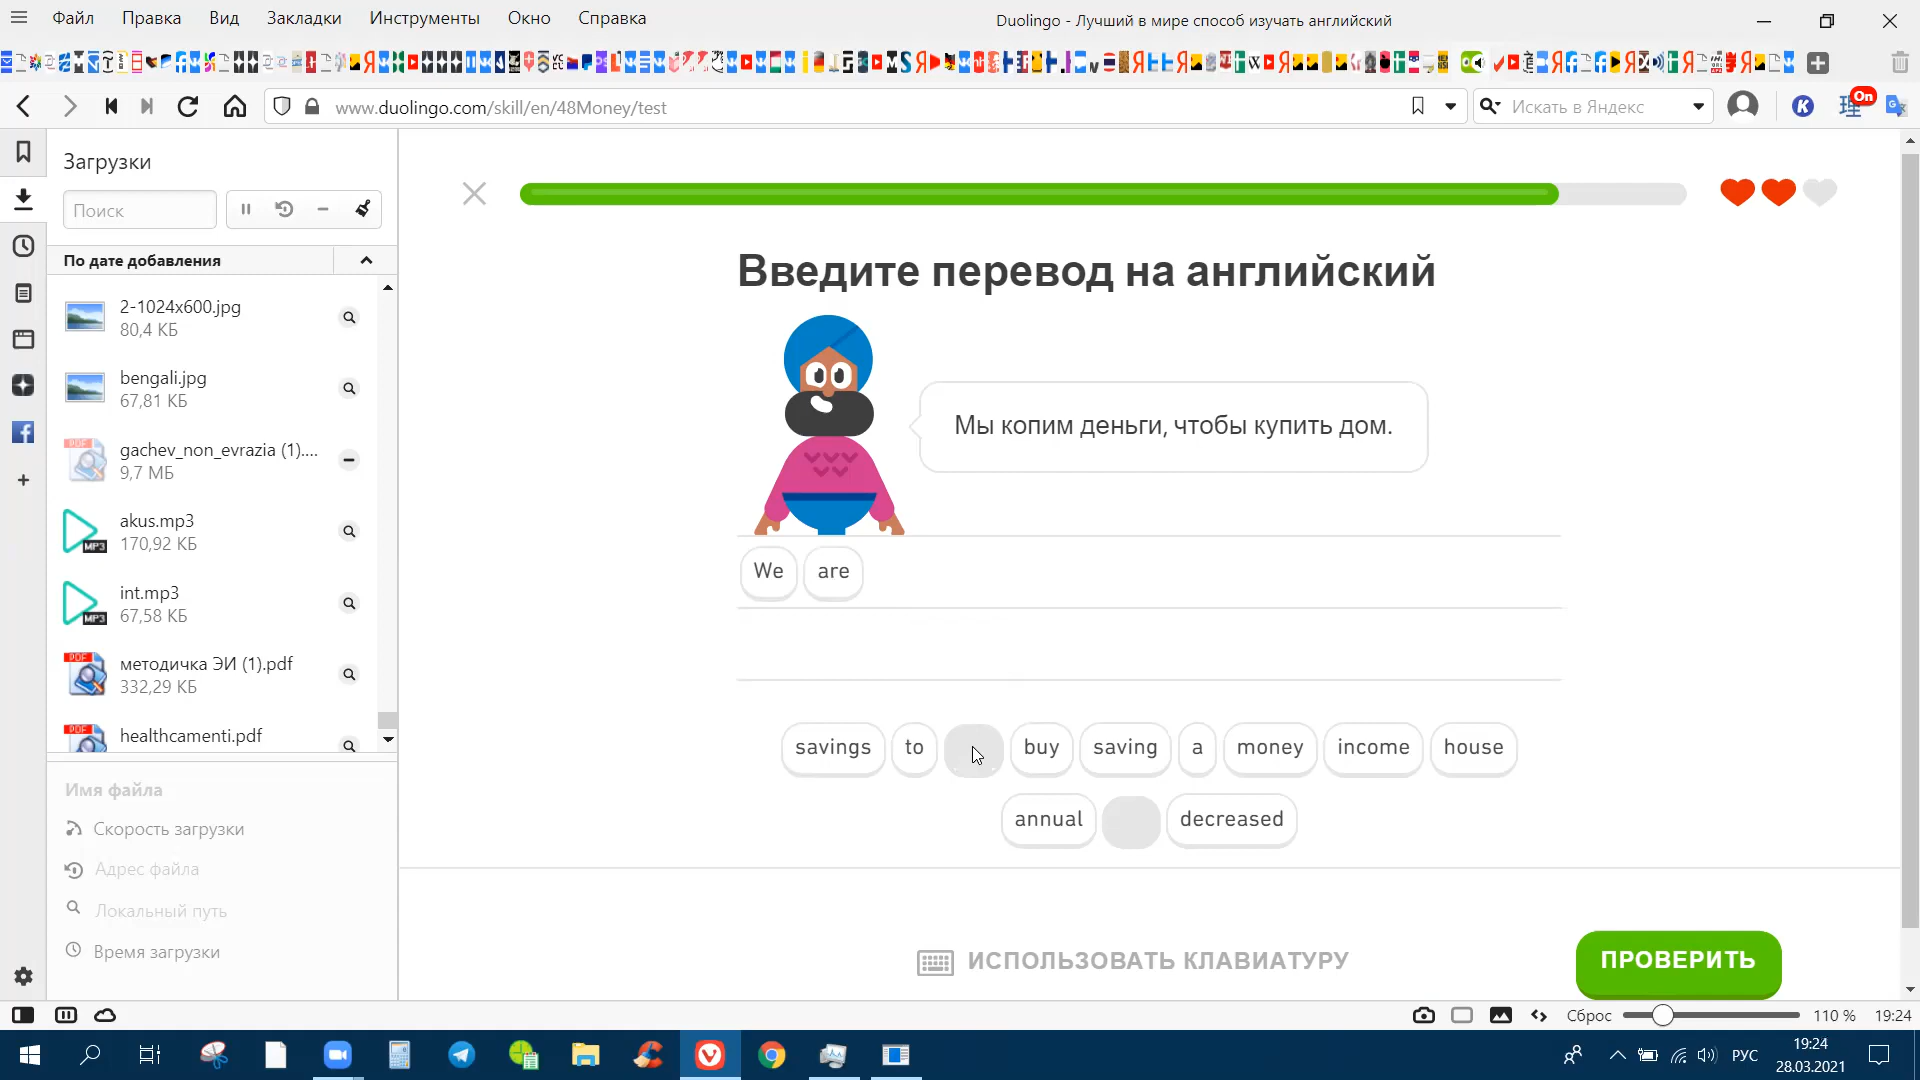 Файл Правка Вид Закладки Инструменты Окно Справка
Duolingo - Лучший в мире способ изучать английский
www.duolingo.com/skill/en/48Money/test
Искать в Яндекс
On
Загрузки
Поиск
По дате добавления
2-1024x600.jpg
80,4 КБ
bengali.jpg
67,81 КБ
gachev_non_evrazia (1)....
9,7 МБ
akus.mp3
170,92 КБ
int.mp3
67,58 КБ
методичка ЭИ (1).pdf
332,29 КБ
healthcamenti.pdf
Имя файла
Скорость загрузки
Адрес файла
Локальный путь
Время загрузки
Введите перевод на английский
Мы копим деньги, чтобы купить дом.
We are
savings to buy saving a money income house
annual decreased
ИСПОЛЬЗОВАТЬ КЛАВИАТУРУ
ПРОВЕРИТЬ
Сброс 110 % 19:24
РУС
19:24
28.03.2021